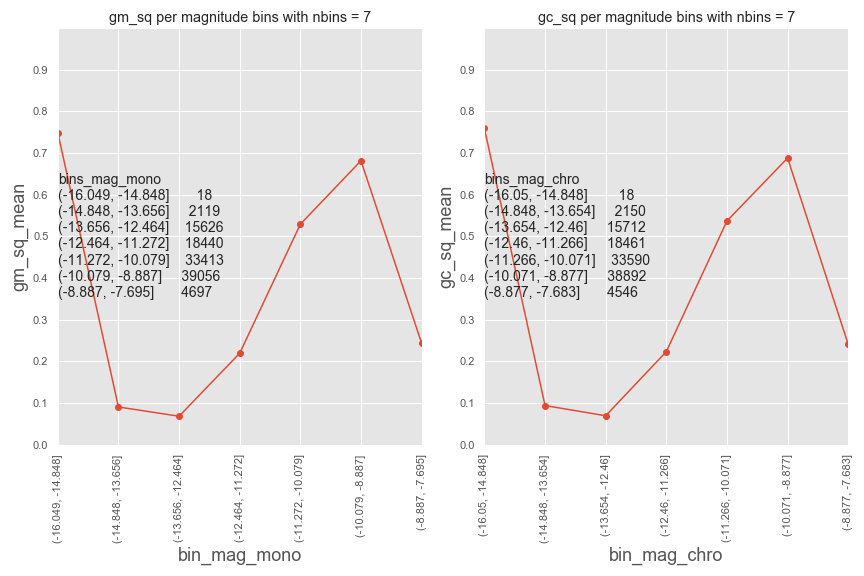 gm_sq per magnitude bins with nbins = 7
gm_sq_mean
0.9
0.8
0.7
0.6
0.5
0.4
0.3
0.2
0.1
0.0
bins_mag_mono
(-16.049, -14.848] 18
(-14.848, -13.656] 2119
(-13.656, -12.464] 15626
(-12.464, -11.272] 18440
(-11.272, -10.079] 33413
(-10.079, -8.887] 39056
(-8.887, -7.695] 4697
(-16.049, -14.848]
(-14.848, -13.656]
(-13.656, -12.464]
(-12.464, -11.272]
(-11.272, -10.079]
(-10.079, -8.887]
(-8.887, -7.695]
bin_mag_mono
gc_sq per magnitude bins with nbins = 7
gc_sq_mean
0.9
0.8
0.7
0.6
0.5
0.4
0.3
0.2
0.1
0.0
bins_mag_chro
(-16.05, -14.848] 18
(-14.848, -13.654] 2150
(-13.654, -12.46] 15712
(-12.46, -11.266] 18461
(-11.266, -10.071] 33590
(-10.071, -8.877] 38892
(-8.877, -7.683] 4546
(-16.05, -14.848]
(-14.848, -13.654]
(-13.654, -12.46]
(-12.46, -11.266]
(-11.266, -10.071]
(-10.071, -8.877]
(-8.877, -7.683]
bin_mag_chro